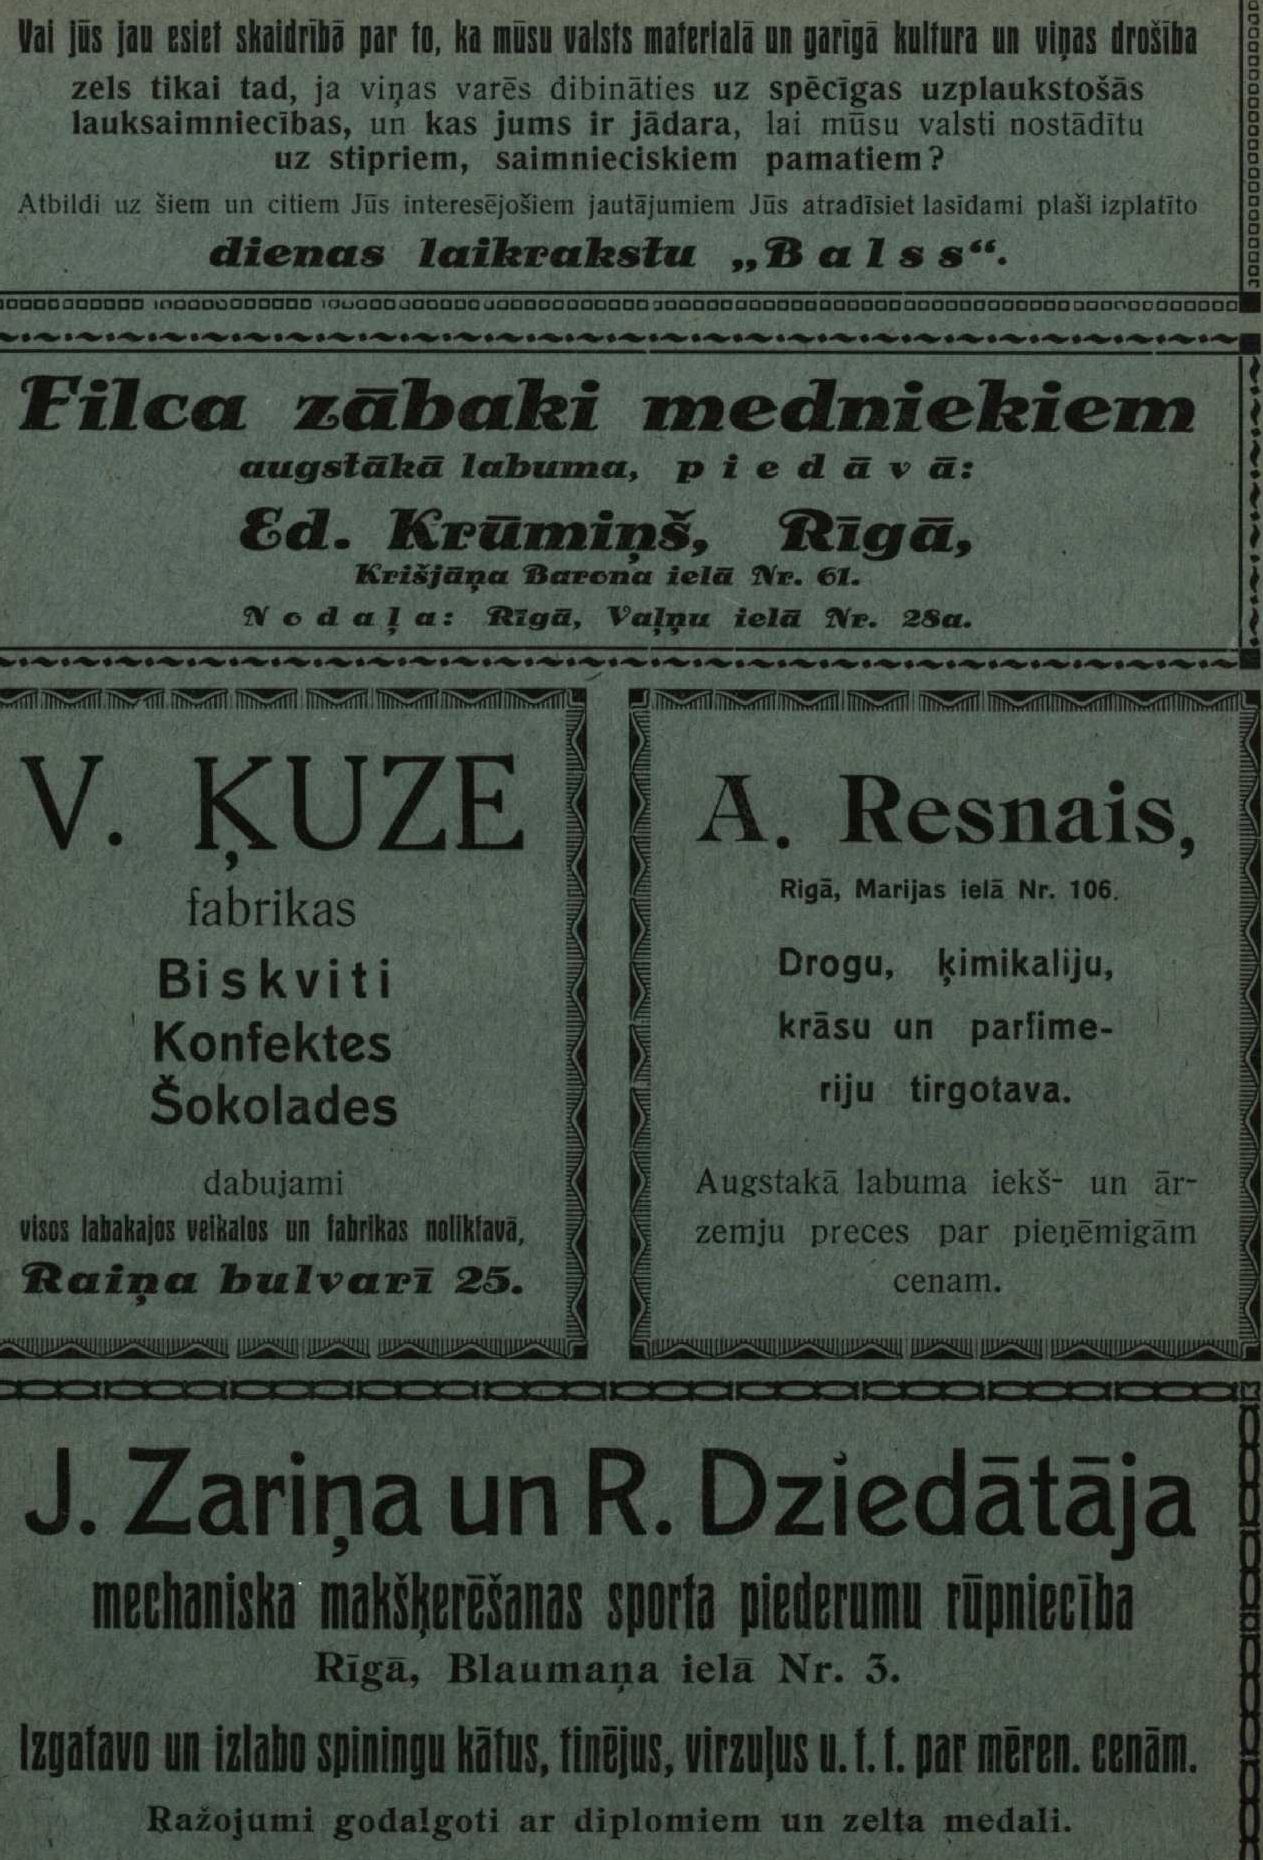 Vai jūs jau esiet skaidrībā par to, ka mūsu valsts materialā un garīgā kultura un viņas drošība
zels tikai tad, ja viņas varēs dibināties uz spēcīgas uzplaukstošās
lauksaimniecības, un kas jums ir jādara, lai mūsu valsti nostādītu
uz stipriem, saimnieciskiem pamatiem?
Atbildi uz šiem un citiem Jūs interesējošiem jautājumiem Jūs atradīsiet lasidami plaši izplatīto
dienas laikrakstu „Balss“.
Filca zābaki medniekiem
augstākā labuma, piedāvā:
Ed. Krūmiņš, Rīgā,
Krišjāņa Barona ielā Nr. 61.
Nodaļa: Rīgā, Vaļņu ielā Nr. 28a.
V. ĶUZE
fabrikas
Biskviti
Konfektes
Šokolades
dabujami
visos labakajos veikalos un fabrikas noliktavā,
Raiņa bulvarī 25.
A. Resnais,
Rigā, Marijas ielā Nr. 106.
Drogu, ķimikaliju,
krāsu un parfime-
riju tirgotava.
Augstakā labuma iekš- un ār-
zemju preces par pieņēmigām
cenam.
J. Zariņa un R. Dziedātāja
mechaniska makšķerēšanas sporta piederumu rūpniecība
Rīgā, Blaumaņa ielā Nr. 3.
Izgatavo un izlabo spiningu kātus, tinējus, virzuļus u. t. t. par mēren. cenām.
Ražojumi godalgoti ar diplomiem un zelta medali.